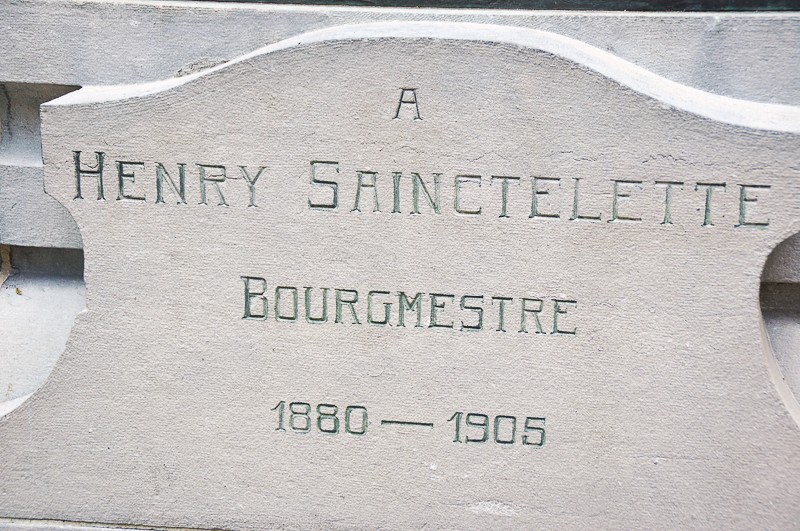 A
HENRY SAINCTELETTE
BOURGMESTRE
1880 — 1905